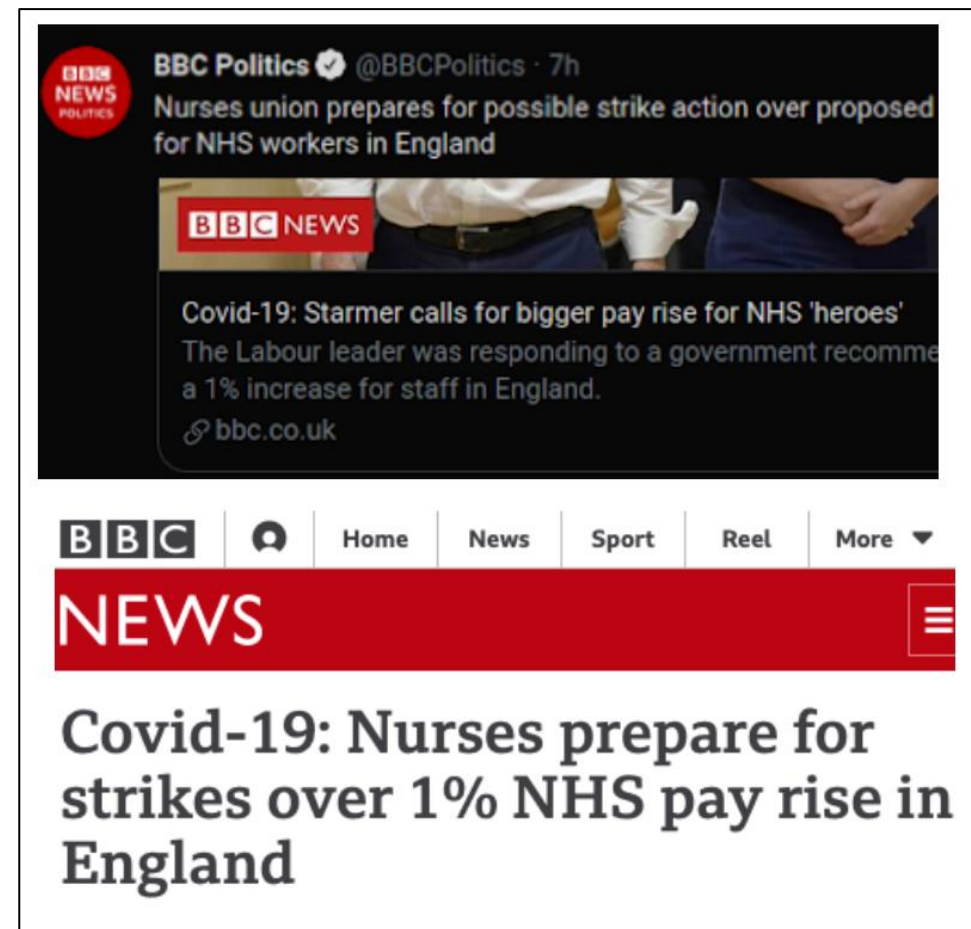 BBC NEWS POLITICS
BBC Politics @BBCPolitics · 7h
Nurses union prepares for possible strike action over proposed
for NHS workers in England
BBC NEWS
Covid-19: Starmer calls for bigger pay rise for NHS 'heroes'
The Labour leader was responding to a government recomme
a 1% increase for staff in England.
bbc.co.uk
BBC Home News Sport Reel More
NEWS
Covid-19: Nurses prepare for
strikes over 1% NHS pay rise in
England